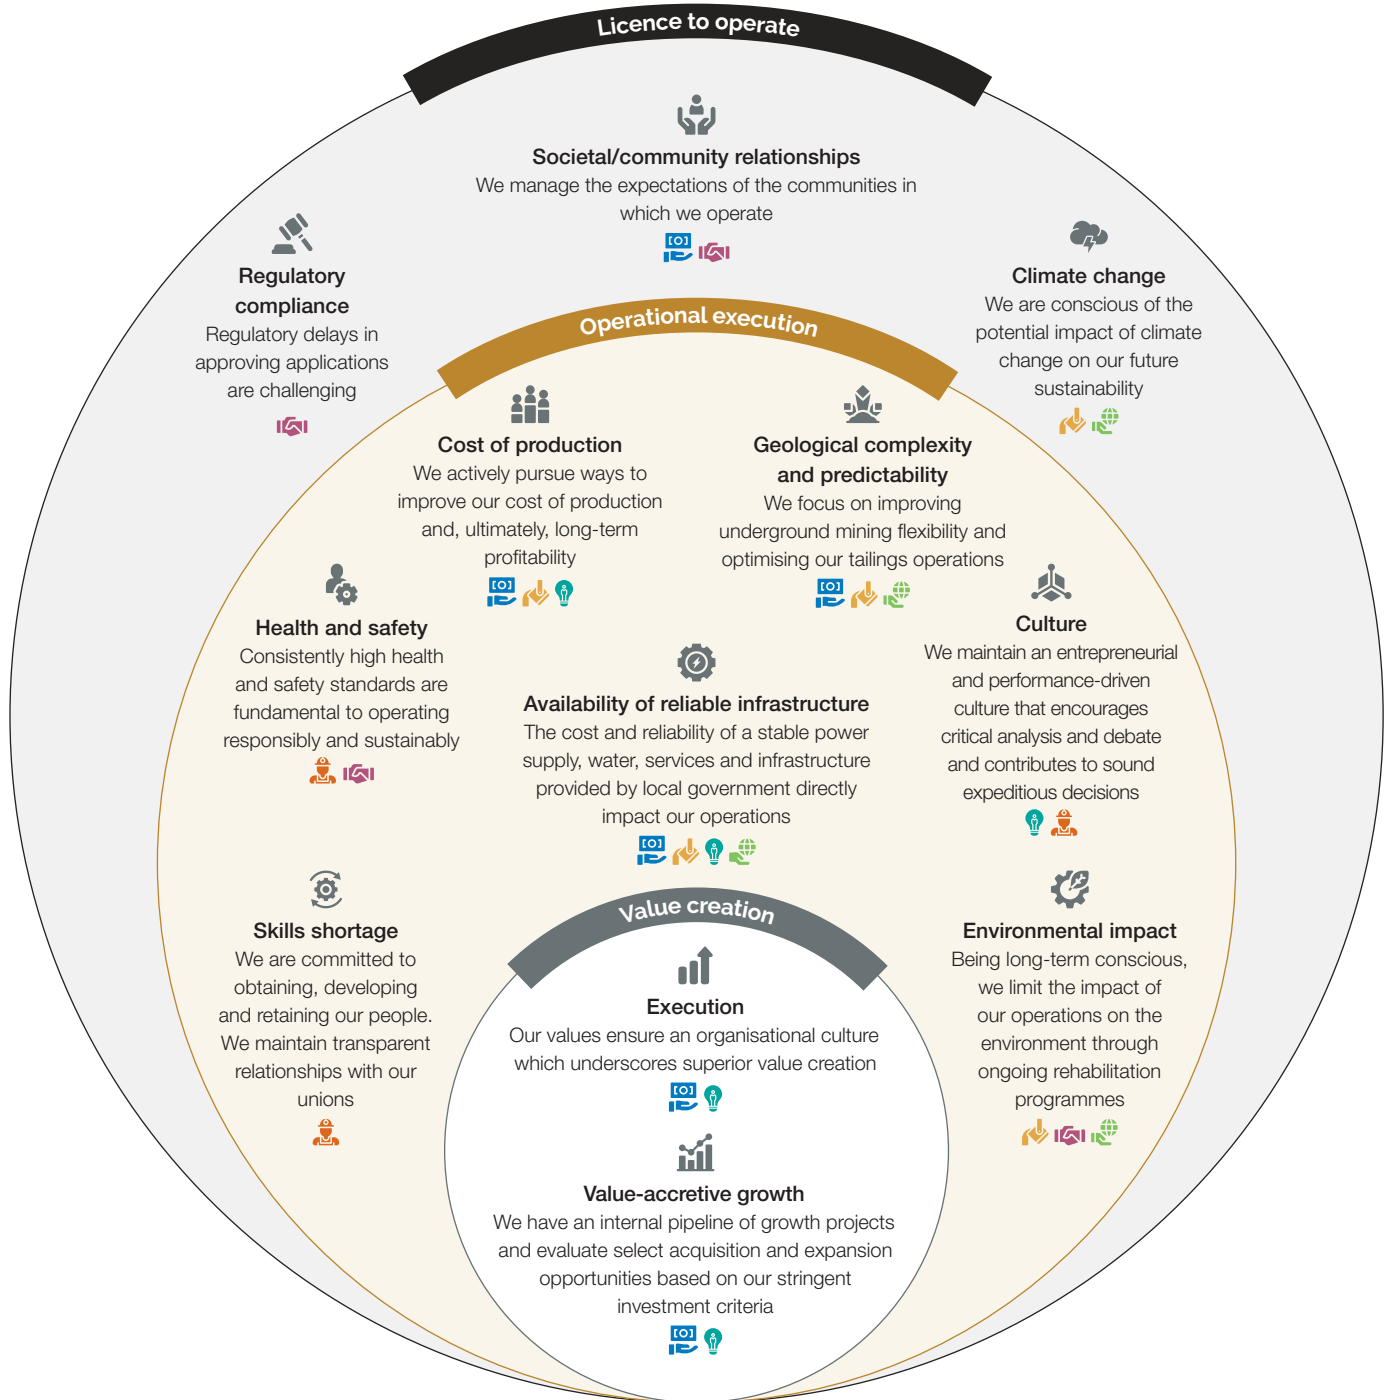 Licence to operate
Societal/community relationships
We manage the expectations of the communities in
which we operate
Regulatory
compliance
Regulatory delays in
approving applications
are challenging
Climate change
We are conscious of the
potential impact of climate
change on our future
sustainability
Operational execution
Cost of production
We actively pursue ways to
improve our cost of production
and, ultimately, long-term
profitability
Geological complexity
and predictability
We focus on improving
underground mining flexibility and
optimising our tailings operations
Health and safety
Consistently high health
and safety standards are
fundamental to operating
responsibly and sustainably
Availability of reliable infrastructure
The cost and reliability of a stable power
supply, water, services and infrastructure
provided by local government directly
impact our operations
Culture
We maintain an entrepreneurial
and performance-driven
culture that encourages
critical analysis and debate
and contributes to sound
expeditious decisions
Skills shortage
We are committed to
obtaining, developing
and retaining our people.
We maintain transparent
relationships with our
unions
Environmental impact
Being long-term conscious,
we limit the impact of
our operations on the
environment through
ongoing rehabilitation
programmes
Value creation
Execution
Our values ensure an organisational culture
which underscores superior value creation
Value-accretive growth
We have an internal pipeline of growth projects
and evaluate select acquisition and expansion
opportunities based on our stringent
investment criteria